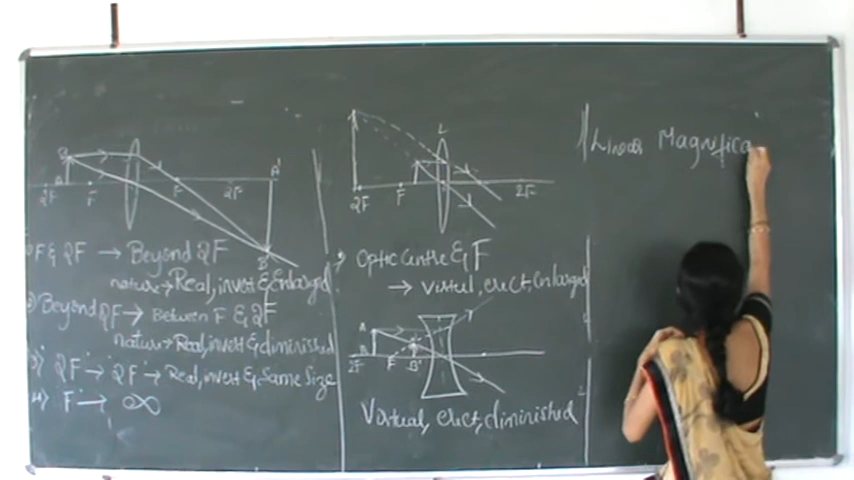 B
A'
2F
F
F
2F
B'
F & 2F → Beyond 2F
nature → Real, invert & Enlarged
2) Beyond 2F → Between F & 2F
nature → Real, invert & diminished
3) 2F → 2F → Real, invert & Same Size
4) F → ∞
L
2F
F
2F
Optic Centre & F
→ Virtual, erect, Enlarged
A
B
2F
F
B'
Virtual, erect, diminished
Linear Magnifica